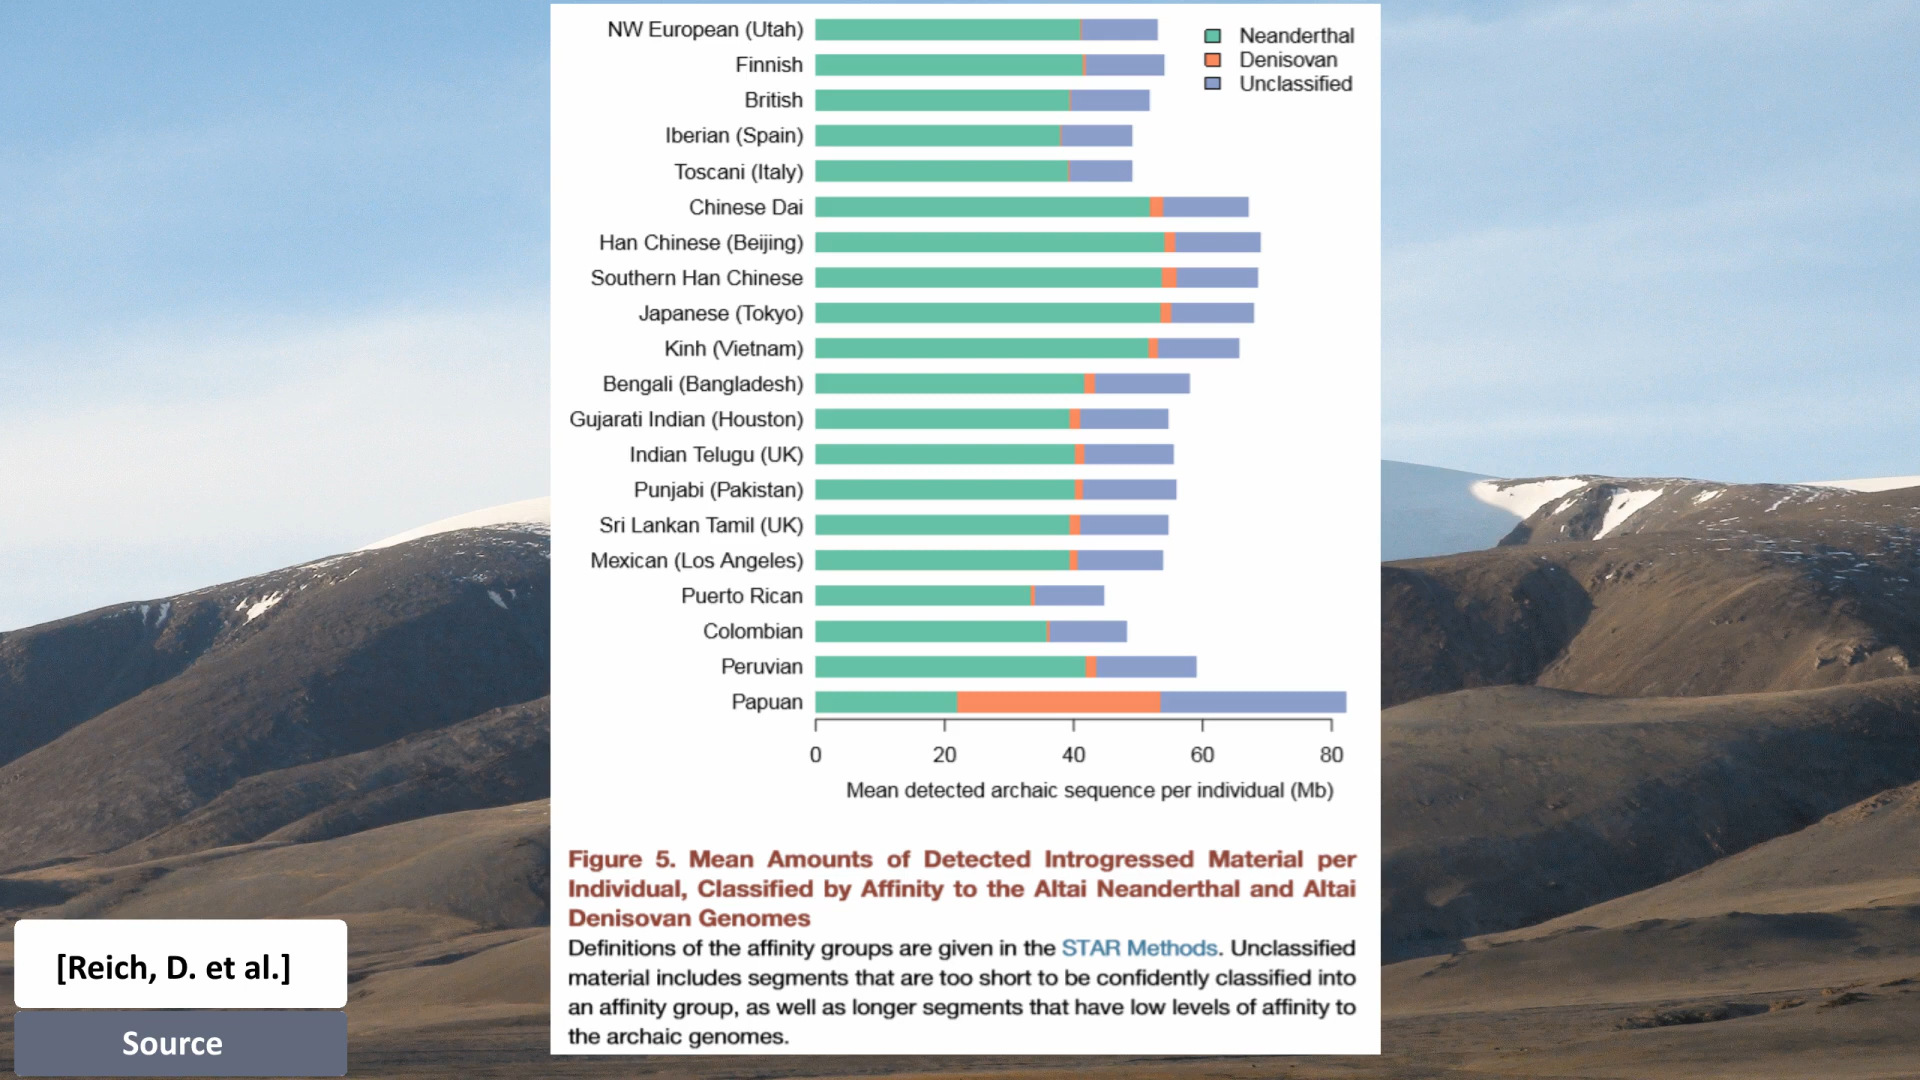 NW European (Utah)
Finnish
British
Iberian (Spain)
Toscani (Italy)
Chinese Dai
Han Chinese (Beijing)
Southern Han Chinese
Japanese (Tokyo)
Kinh (Vietnam)
Bengali (Bangladesh)
Gujarati Indian (Houston)
Indian Telugu (UK)
Punjabi (Pakistan)
Sri Lankan Tamil (UK)
Mexican (Los Angeles)
Puerto Rican
Colombian
Peruvian
Papuan
Neanderthal
Denisovan
Unclassified
0 20 40 60 80
Mean detected archaic sequence per individual (Mb)
Figure 5. Mean Amounts of Detected Introgressed Material per
Individual, Classified by Affinity to the Altai Neanderthal and Altai
Denisovan Genomes
Definitions of the affinity groups are given in the STAR Methods. Unclassified
material includes segments that are too short to be confidently classified into
an affinity group, as well as longer segments that have low levels of affinity to
the archaic genomes.
[Reich, D. et al.]
Source